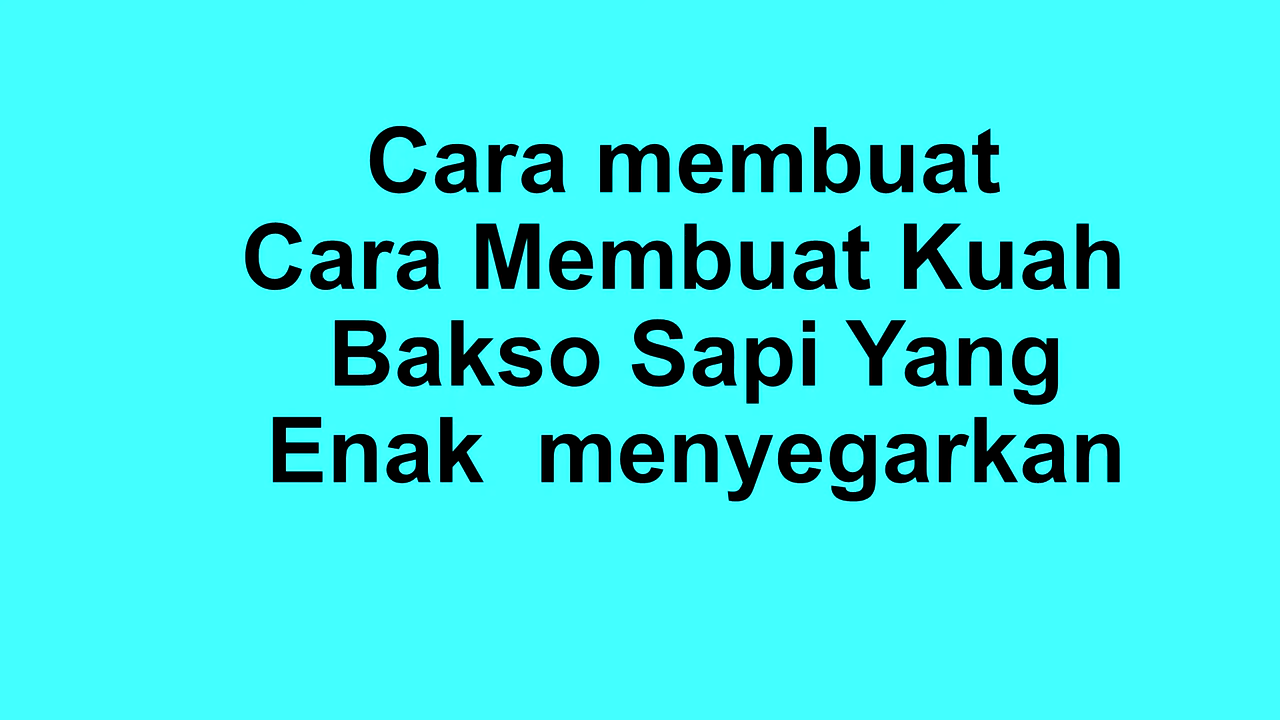 Cara membuat
Cara Membuat Kuah
Bakso Sapi Yang
Enak  menyegarkan